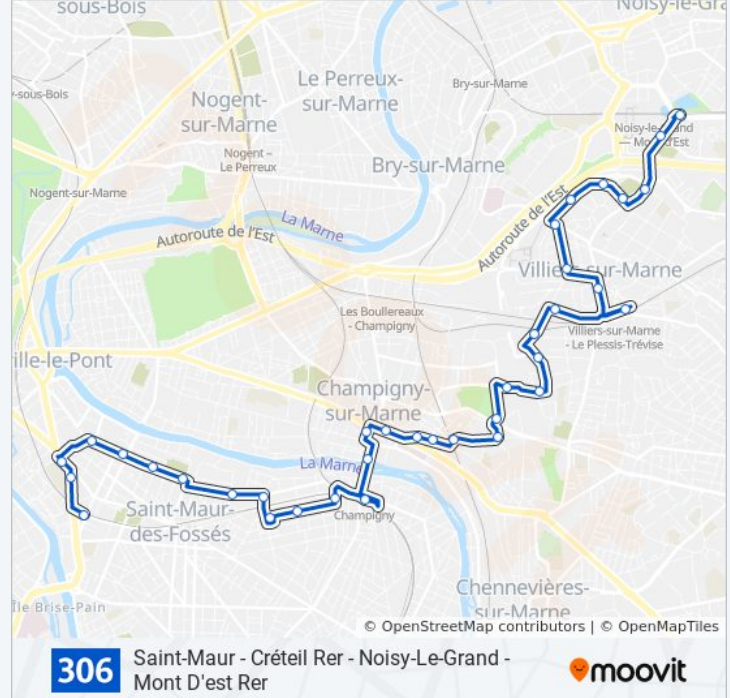 sous-Bois
Noisy-le-Gra
Le Perreux-
sur-Marne
Bry-sur-Marne
y-sous-Bois
Nogent-
sur-Marne
Noisy-le-Grand
— Mont d'Est
Nogent –
Le Perreux
Bry-sur-Marne
Nogent-sur-Marne
La Marne
Autoroute de l'Est
Autoroute de l'Est
Villiers-sur-Marne
Les Boullereaux
- Champigny
Villiers-sur-Marne
- Le Plessis-Trévise
ille-le-Pont
Champigny-
sur-Marne
La Marne
Saint-Maur-
des-Fossés
Champigny
Chennevières-
sur-Marne
Île Brise-Pain
© OpenStreetMap contributors | © OpenMapTiles
306
Saint-Maur - Créteil Rer - Noisy-Le-Grand -
Mont D'est Rer
moovit